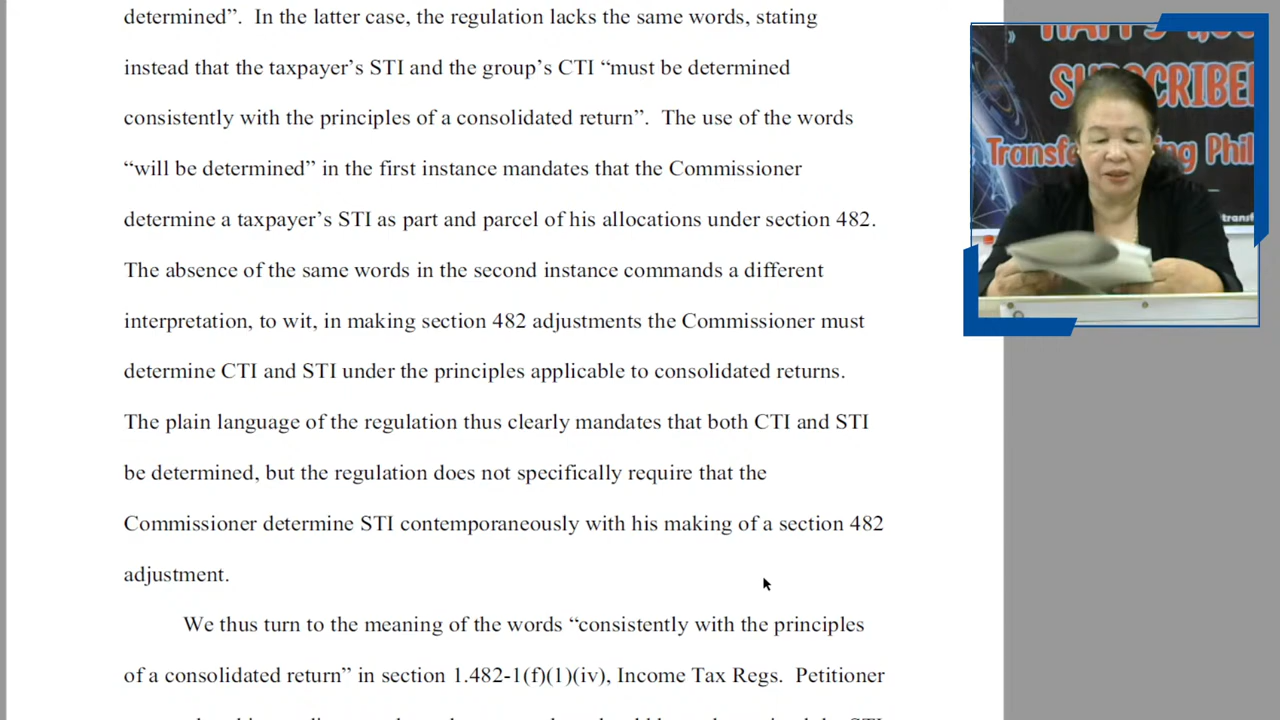 determined”. In the latter case, the regulation lacks the same words, stating
instead that the taxpayer’s STI and the group’s CTI “must be determined
consistently with the principles of a consolidated return”. The use of the words
“will be determined” in the first instance mandates that the Commissioner
determine a taxpayer’s STI as part and parcel of his allocations under section 482.
The absence of the same words in the second instance commands a different
interpretation, to wit, in making section 482 adjustments the Commissioner must
determine CTI and STI under the principles applicable to consolidated returns.
The plain language of the regulation thus clearly mandates that both CTI and STI
be determined, but the regulation does not specifically require that the
Commissioner determine STI contemporaneously with his making of a section 482
adjustment.
We thus turn to the meaning of the words “consistently with the principles
of a consolidated return” in section 1.482-1(f)(1)(iv), Income Tax Regs. Petitioner
HAPPY
SUBSCRIBE
Transfe ng Phil
transf